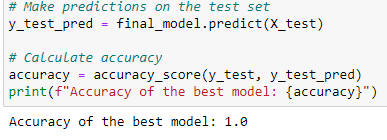 # Make predictions on the test set
y_test_pred = final_model.predict(X_test)
# Calculate accuracy
accuracy = accuracy_score(y_test, y_test_pred)
print(f"Accuracy of the best model: {accuracy}")
Accuracy of the best model: 1.0